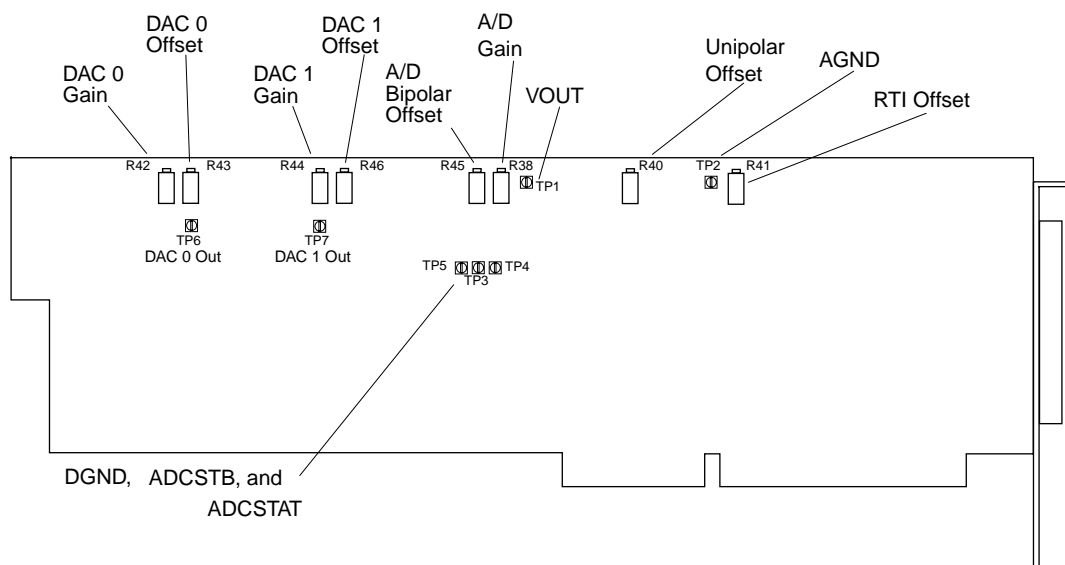 DAC 0
Offset
DAC 1
Offset
A/D
Gain
Unipolar
Offset
AGND
DAC 0
Gain
DAC 1
Gain
A/D
Bipolar
Offset
VOUT
RTI Offset
R42
R43
R44
R46
R45
R38
TP1
R40
TP2
R41
TP6
DAC 0 Out
TP7
DAC 1 Out
TP5
TP3
TP4
DGND, ADCSTB, and
ADCSTAT